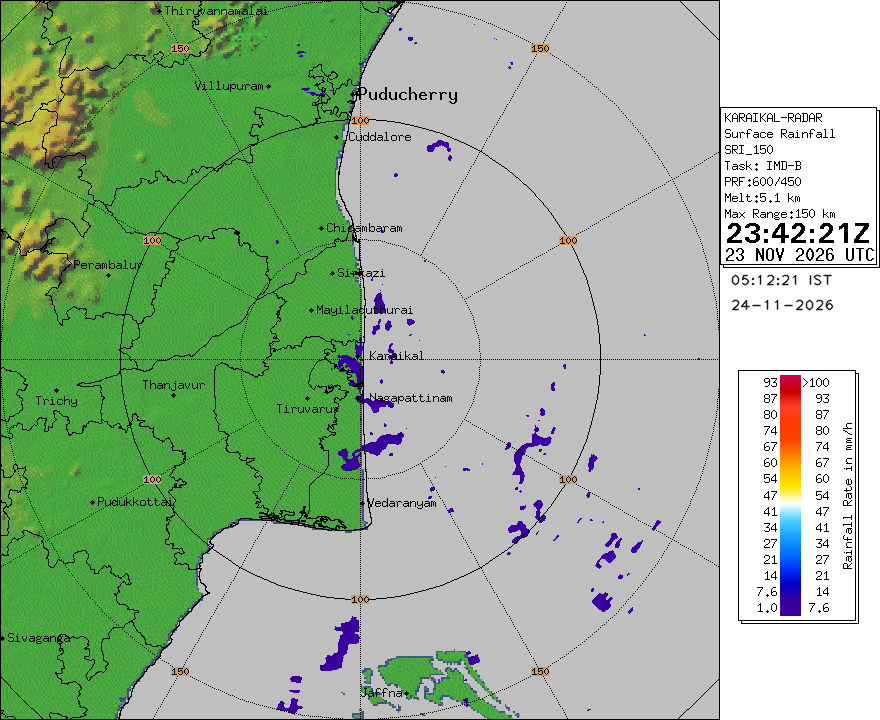 Thiruvannamalai
150
150
Villupuram
Puducherry
100
Cuddalore
Chidambaram
100
100
Perambalur
Sirkazi
Mayiladuthurai
Karaikal
Thanjavur
Trichy
Nagapattinam
Tiruvarur
100
100
Pudukkottai
Vedaranyam
100
Sivaganga
150
150
Jaffna
KARAIKAL-RADAR
Surface Rainfall
SRI_150
Task: IMD-B
PRF:600/450
Melt:5.1 km
Max Range:150 km
23:42:21Z
23 NOV 2026 UTC
05:12:21 IST
24-11-2026
93 >100
87 93
80 87
74 80
67 74
60 67
54 60
47 54
41 47
34 41
27 34
21 27
14 21
7.6 14
1.0 7.6
Rainfall Rate in mm/h